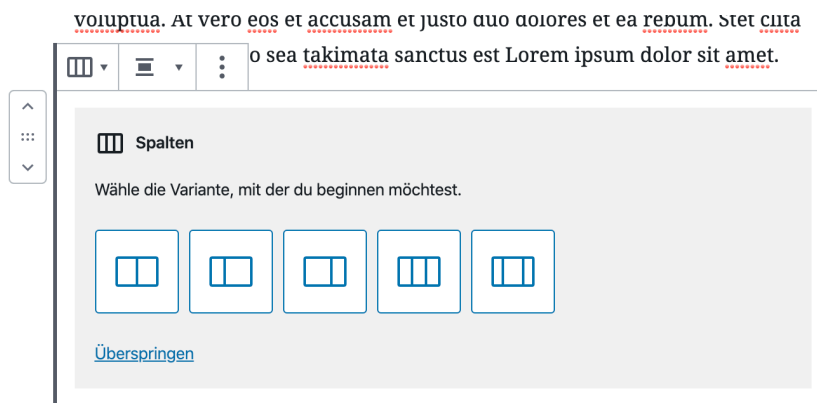 voluptua. At vero eos et accusam et justo duo dolores et ea rebum. Stet clita
o sea takimata sanctus est Lorem ipsum dolor sit amet.
Spalten
Wähle die Variante, mit der du beginnen möchtest.
Überspringen